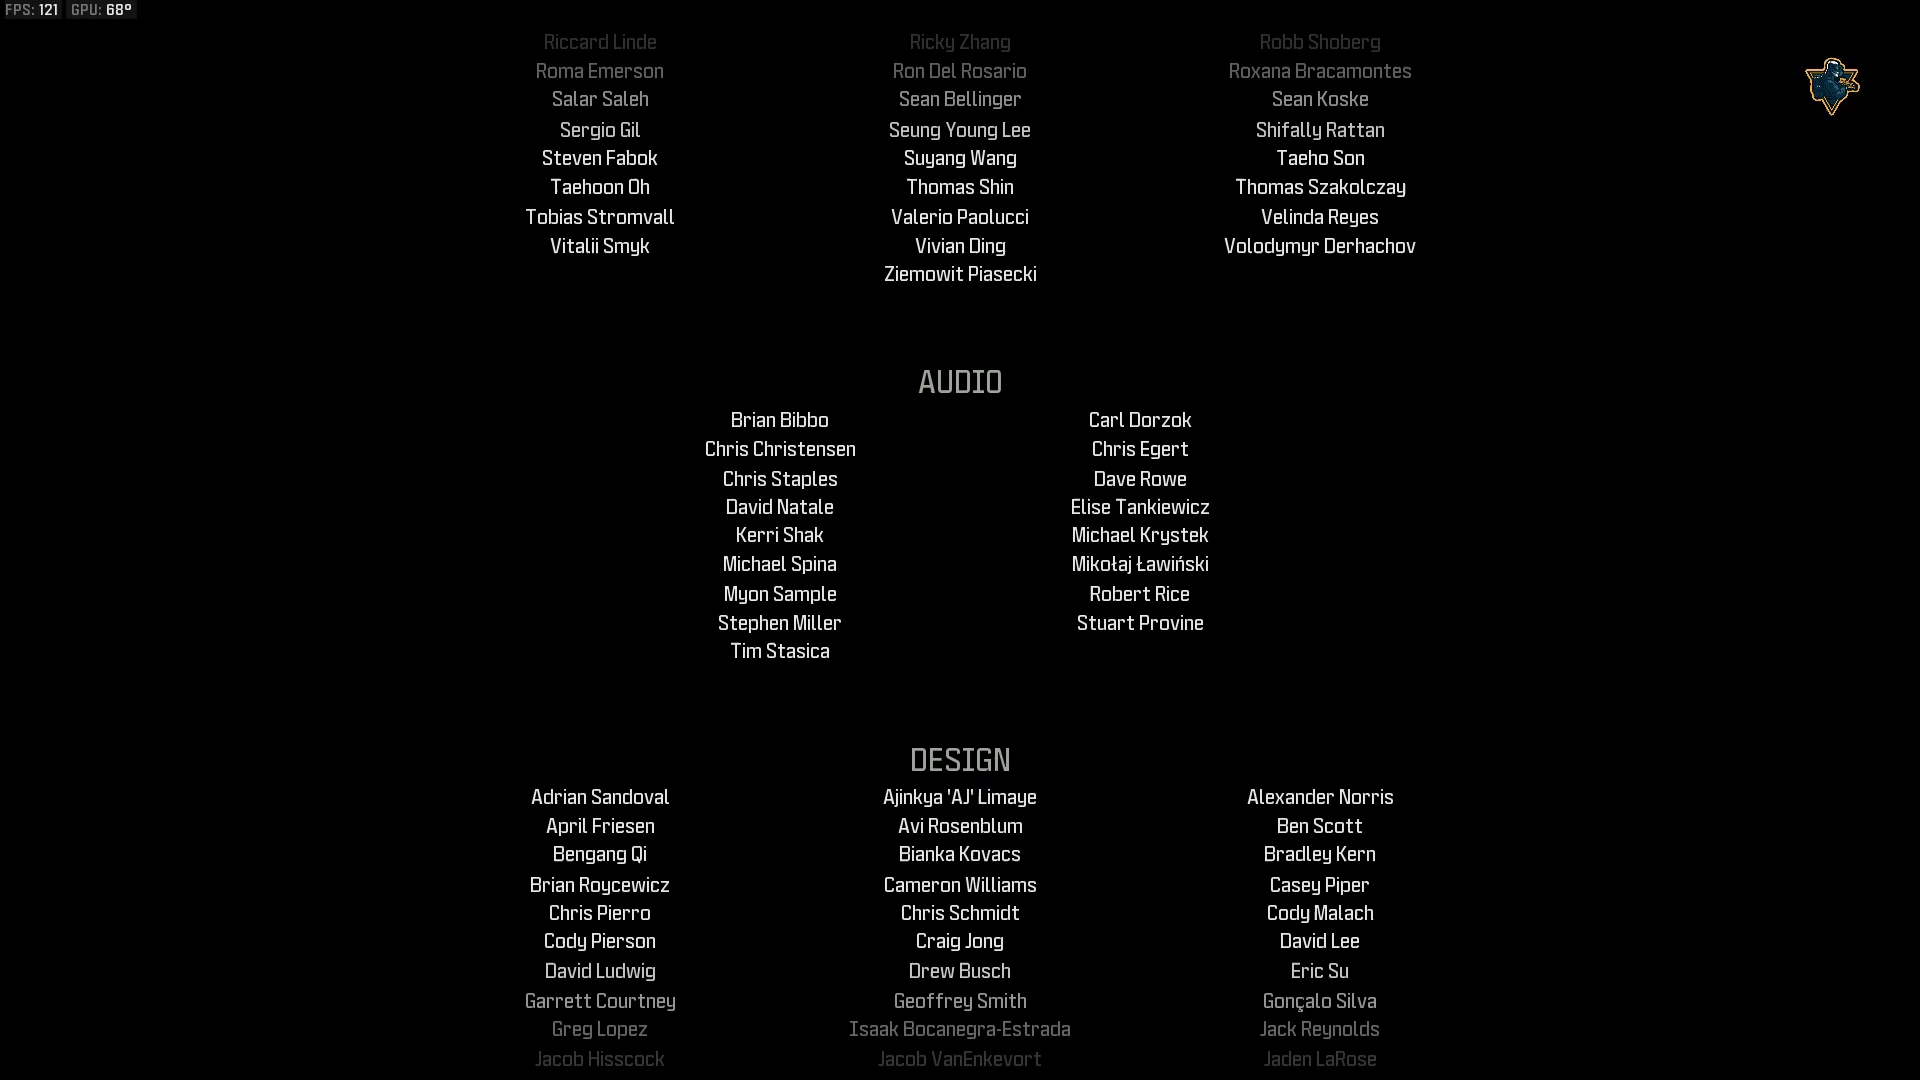 FPS: 121 GPU: 68°
Riccard Linde Ricky Zhang Robb Shoberg
Roma Emerson Ron Del Rosario Roxana Bracamontes
Salar Saleh Sean Bellinger Sean Koske
Sergio Gil Seung Young Lee Shifally Rattan
Steven Fabok Suyang Wang Taeho Son
Taehoon Oh Thomas Shin Thomas Szakolczay
Tobias Stromvall Valerio Paolucci Velinda Reyes
Vitalii Smyk Vivian Ding Volodymyr Derhachov
Ziemowit Piasecki
AUDIO
Brian Bibbo Carl Dorzok
Chris Christensen Chris Egert
Chris Staples Dave Rowe
David Natale Elise Tankiewicz
Kerri Shak Michael Krystek
Michael Spina Mikołaj Ławiński
Myon Sample Robert Rice
Stephen Miller Stuart Provine
Tim Stasica
DESIGN
Adrian Sandoval Ajinkya 'AJ' Limaye Alexander Norris
April Friesen Avi Rosenblum Ben Scott
Bengang Qi Bianka Kovacs Bradley Kern
Brian Roycewicz Cameron Williams Casey Piper
Chris Pierro Chris Schmidt Cody Malach
Cody Pierson Craig Jong David Lee
David Ludwig Drew Busch Eric Su
Garrett Courtney Geoffrey Smith Gonçalo Silva
Greg Lopez Isaak Bocanegra-Estrada Jack Reynolds
Jacob Hisscock Jacob VanEnkevort Jaden LaRose